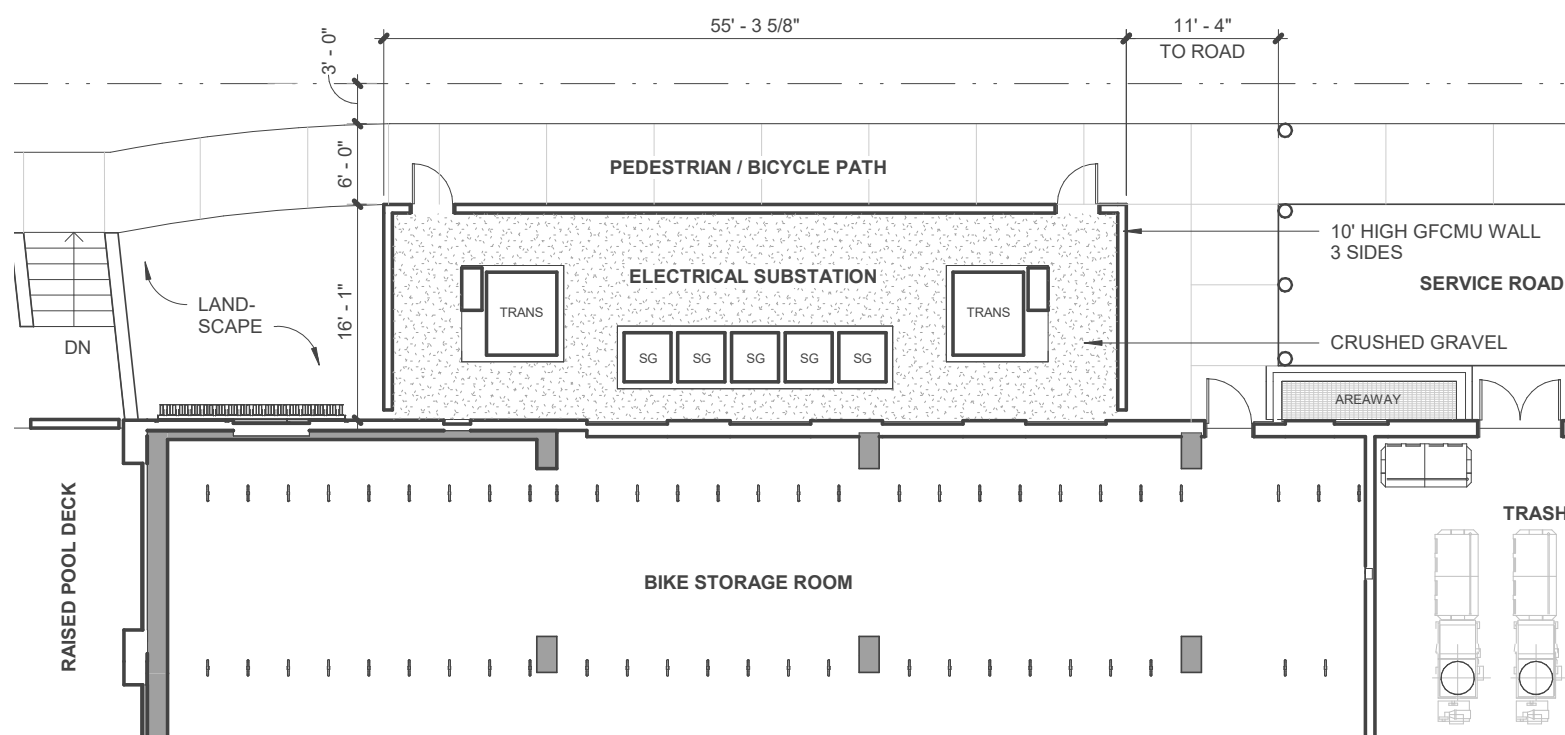 55' - 3 5/8"
11' - 4"
TO ROAD
3' - 0"
6' - 0"
PEDESTRIAN / BICYCLE PATH
10' HIGH GFCMU WALL
3 SIDES
ELECTRICAL SUBSTATION
SERVICE ROAD
LAND-
SCAPE
16' - 1"
TRANS
TRANS
DN
SG
SG
SG
SG
SG
CRUSHED GRAVEL
AREAWAY
RAISED POOL DECK
TRASH
BIKE STORAGE ROOM